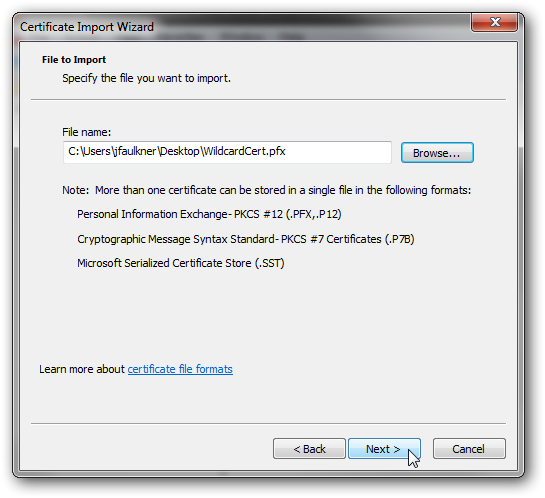 Certificate Import Wizard
File to Import
Specify the file you want to import.
File name:
C:\Users\jfaulkner\Desktop\WildcardCert.pfx
Browse...
Note:  More than one certificate can be stored in a single file in the following formats:
Personal Information Exchange- PKCS #12 (.PFX,.P12)
Cryptographic Message Syntax Standard- PKCS #7 Certificates (.P7B)
Microsoft Serialized Certificate Store (.SST)
Learn more about certificate file formats
< Back
Next >
Cancel